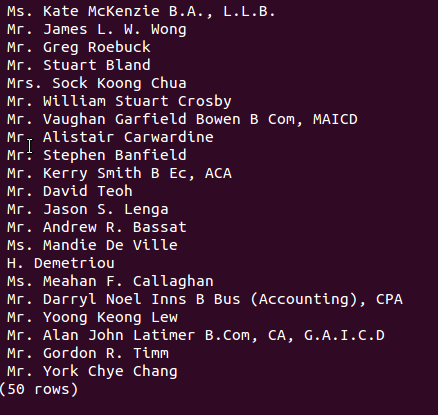 Ms. Kate McKenzie B.A., L.L.B.
Mr. James L. W. Wong
Mr. Greg Roebuck
Mr. Stuart Bland
Mrs. Sock Koong Chua
Mr. William Stuart Crosby
Mr. Vaughan Garfield Bowen B Com, MAICD
Mr. Alistair Carwardine
Mr. Stephen Banfield
Mr. Kerry Smith B Ec, ACA
Mr. David Teoh
Mr. Jason S. Lenga
Mr. Andrew R. Bassat
Ms. Mandie De Ville
H. Demetriou
Ms. Meahan F. Callaghan
Mr. Darryl Noel Inns B Bus (Accounting), CPA
Mr. Yoong Keong Lew
Mr. Alan John Latimer B.Com, CA, G.A.I.C.D
Mr. Gordon R. Timm
Mr. York Chye Chang
(50 rows)